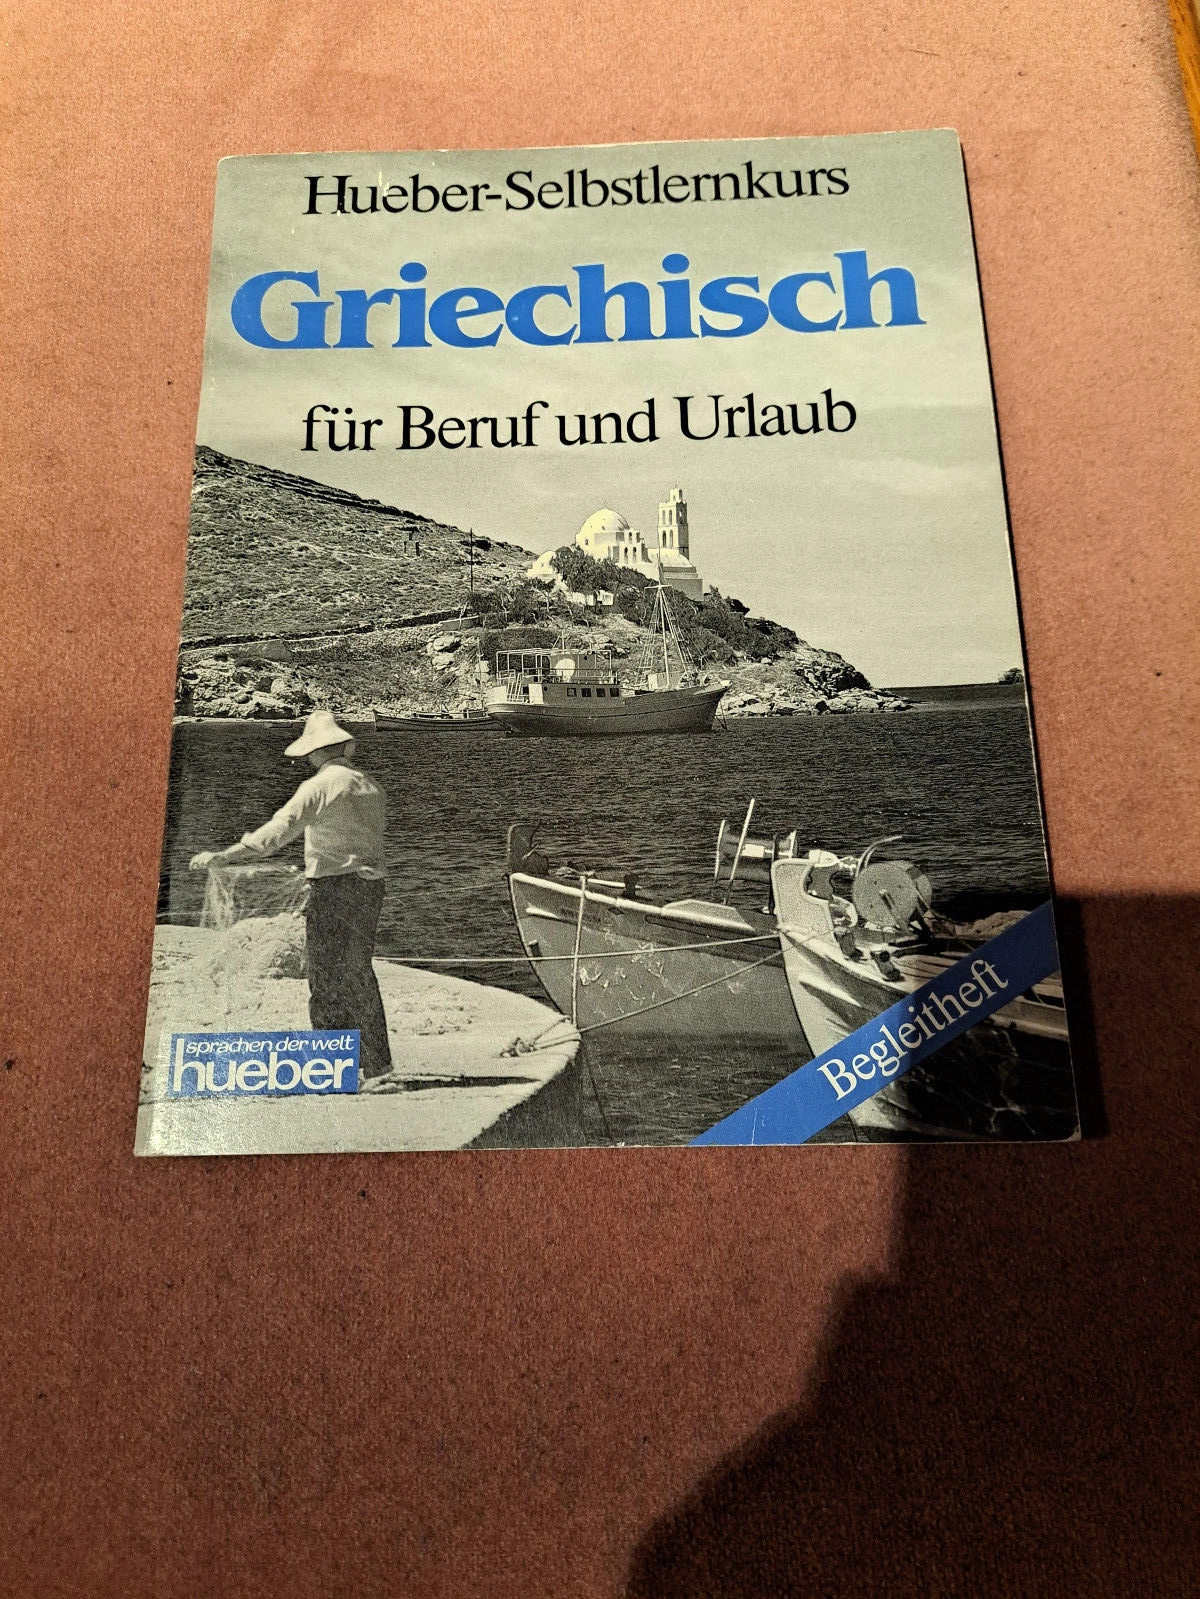 Hueber-Selbstlernkurs
Griechisch
für Beruf und Urlaub
Begleitheft
sprachen der welt
hueber